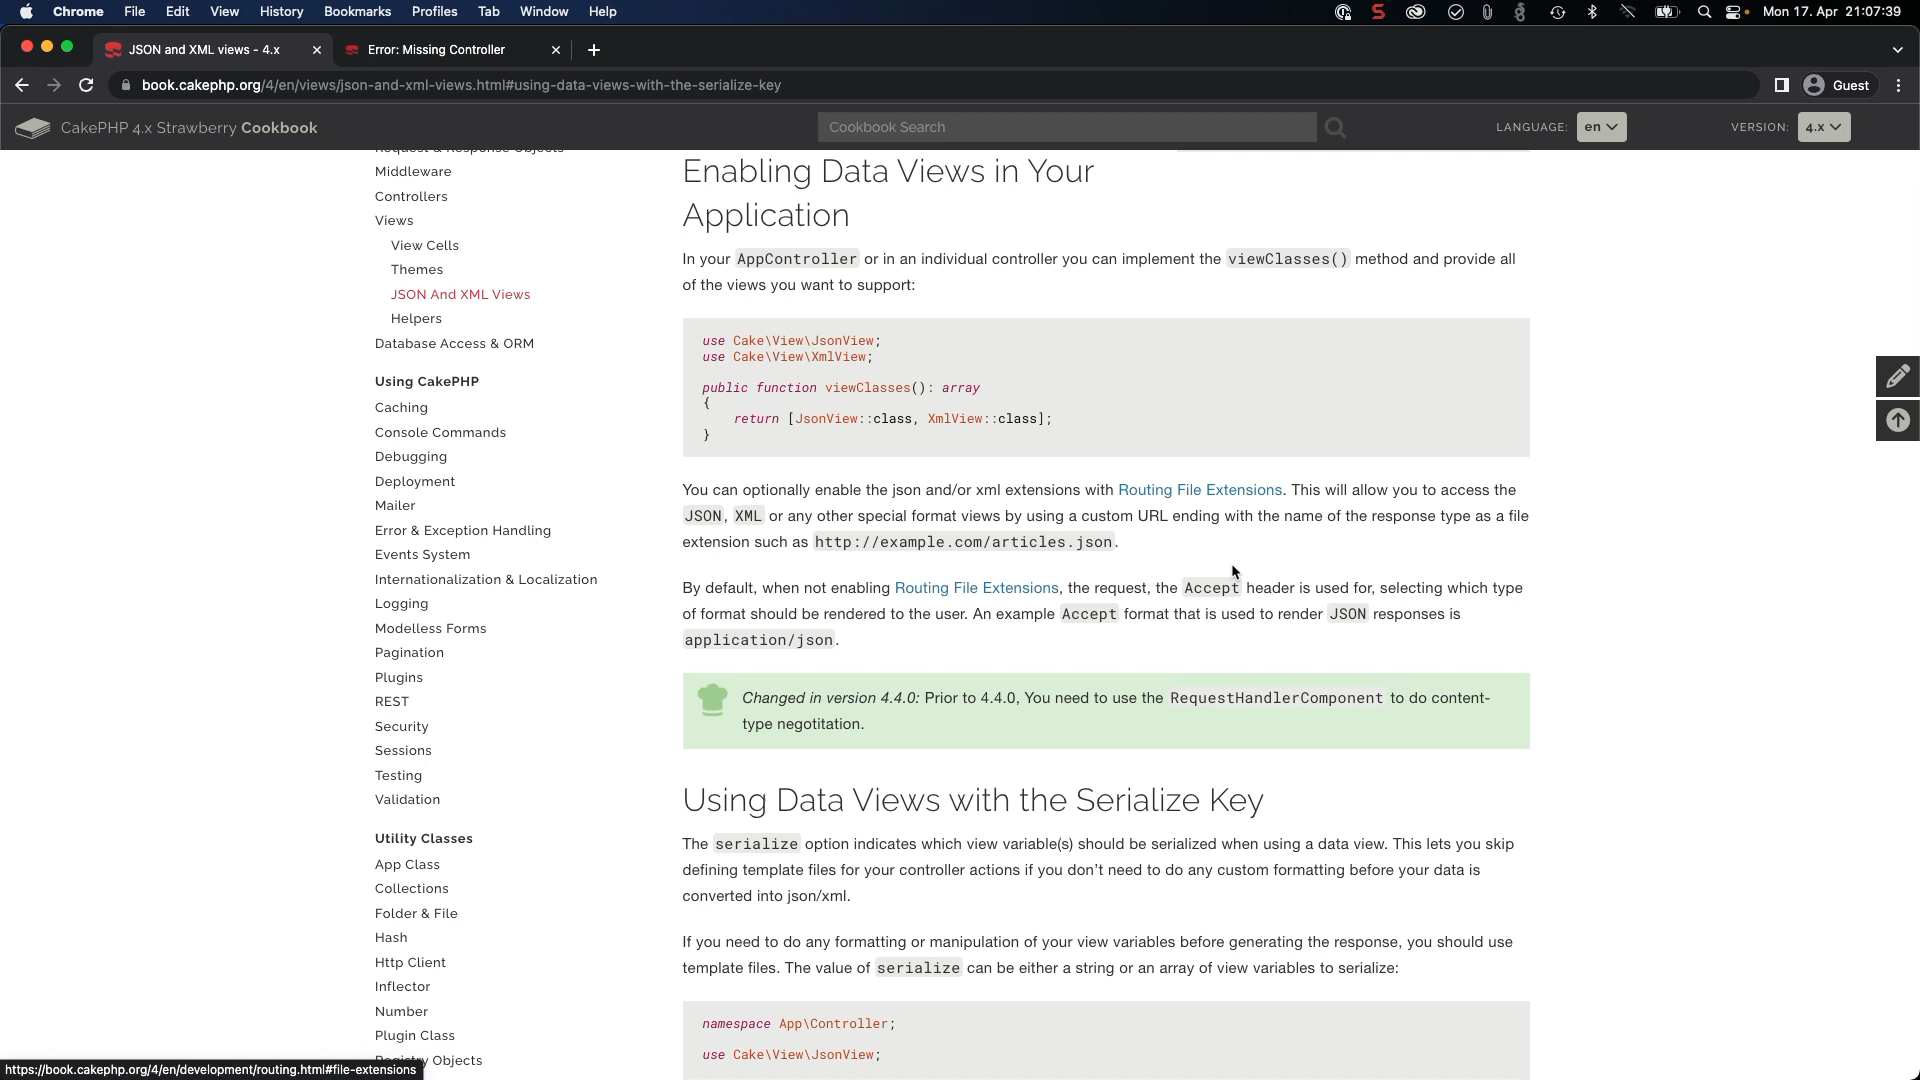 Chrome File Edit View History Bookmarks Profiles Tab Window Help Mon 17. Apr 21:07:39
JSON and XML views - 4.x Error: Missing Controller
book.cakephp.org/4/en/views/json-and-xml-views.html#using-data-views-with-the-serialize-key Guest
CakePHP 4.x Strawberry Cookbook Cookbook Search LANGUAGE: en VERSION: 4.x
Request & Response Objects
Middleware
Controllers
Views
View Cells
Themes
JSON And XML Views
Helpers
Database Access & ORM
Using CakePHP
Caching
Console Commands
Debugging
Deployment
Mailer
Error & Exception Handling
Events System
Internationalization & Localization
Logging
Modelless Forms
Pagination
Plugins
REST
Security
Sessions
Testing
Validation
Utility Classes
App Class
Collections
Folder & File
Hash
Http Client
Inflector
Number
Plugin Class
Registry Objects
Enabling Data Views in Your
Application
In your AppController or in an individual controller you can implement the viewClasses() method and provide all
of the views you want to support:
use Cake\View\JsonView;
use Cake\View\XmlView;
public function viewClasses(): array
{
return [JsonView::class, XmlView::class];
}
You can optionally enable the json and/or xml extensions with Routing File Extensions. This will allow you to access the
JSON, XML or any other special format views by using a custom URL ending with the name of the response type as a file
extension such as http://example.com/articles.json.
By default, when not enabling Routing File Extensions, the request, the Accept header is used for, selecting which type
of format should be rendered to the user. An example Accept format that is used to render JSON responses is
application/json.
Changed in version 4.4.0: Prior to 4.4.0, You need to use the RequestHandlerComponent to do content-
type negotitation.
Using Data Views with the Serialize Key
The serialize option indicates which view variable(s) should be serialized when using a data view. This lets you skip
defining template files for your controller actions if you don't need to do any custom formatting before your data is
converted into json/xml.
If you need to do any formatting or manipulation of your view variables before generating the response, you should use
template files. The value of serialize can be either a string or an array of view variables to serialize:
namespace App\Controller;
use Cake\View\JsonView;
https://book.cakephp.org/4/en/development/routing.html#file-extensions